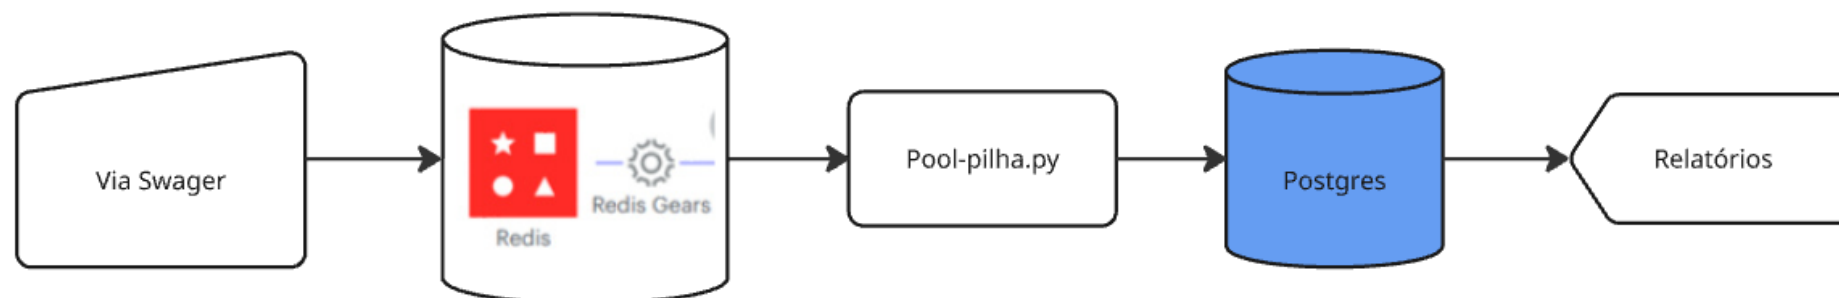 Via Swager
Redis
Redis Gears
Pool-pilha.py
Postgres
Relatórios